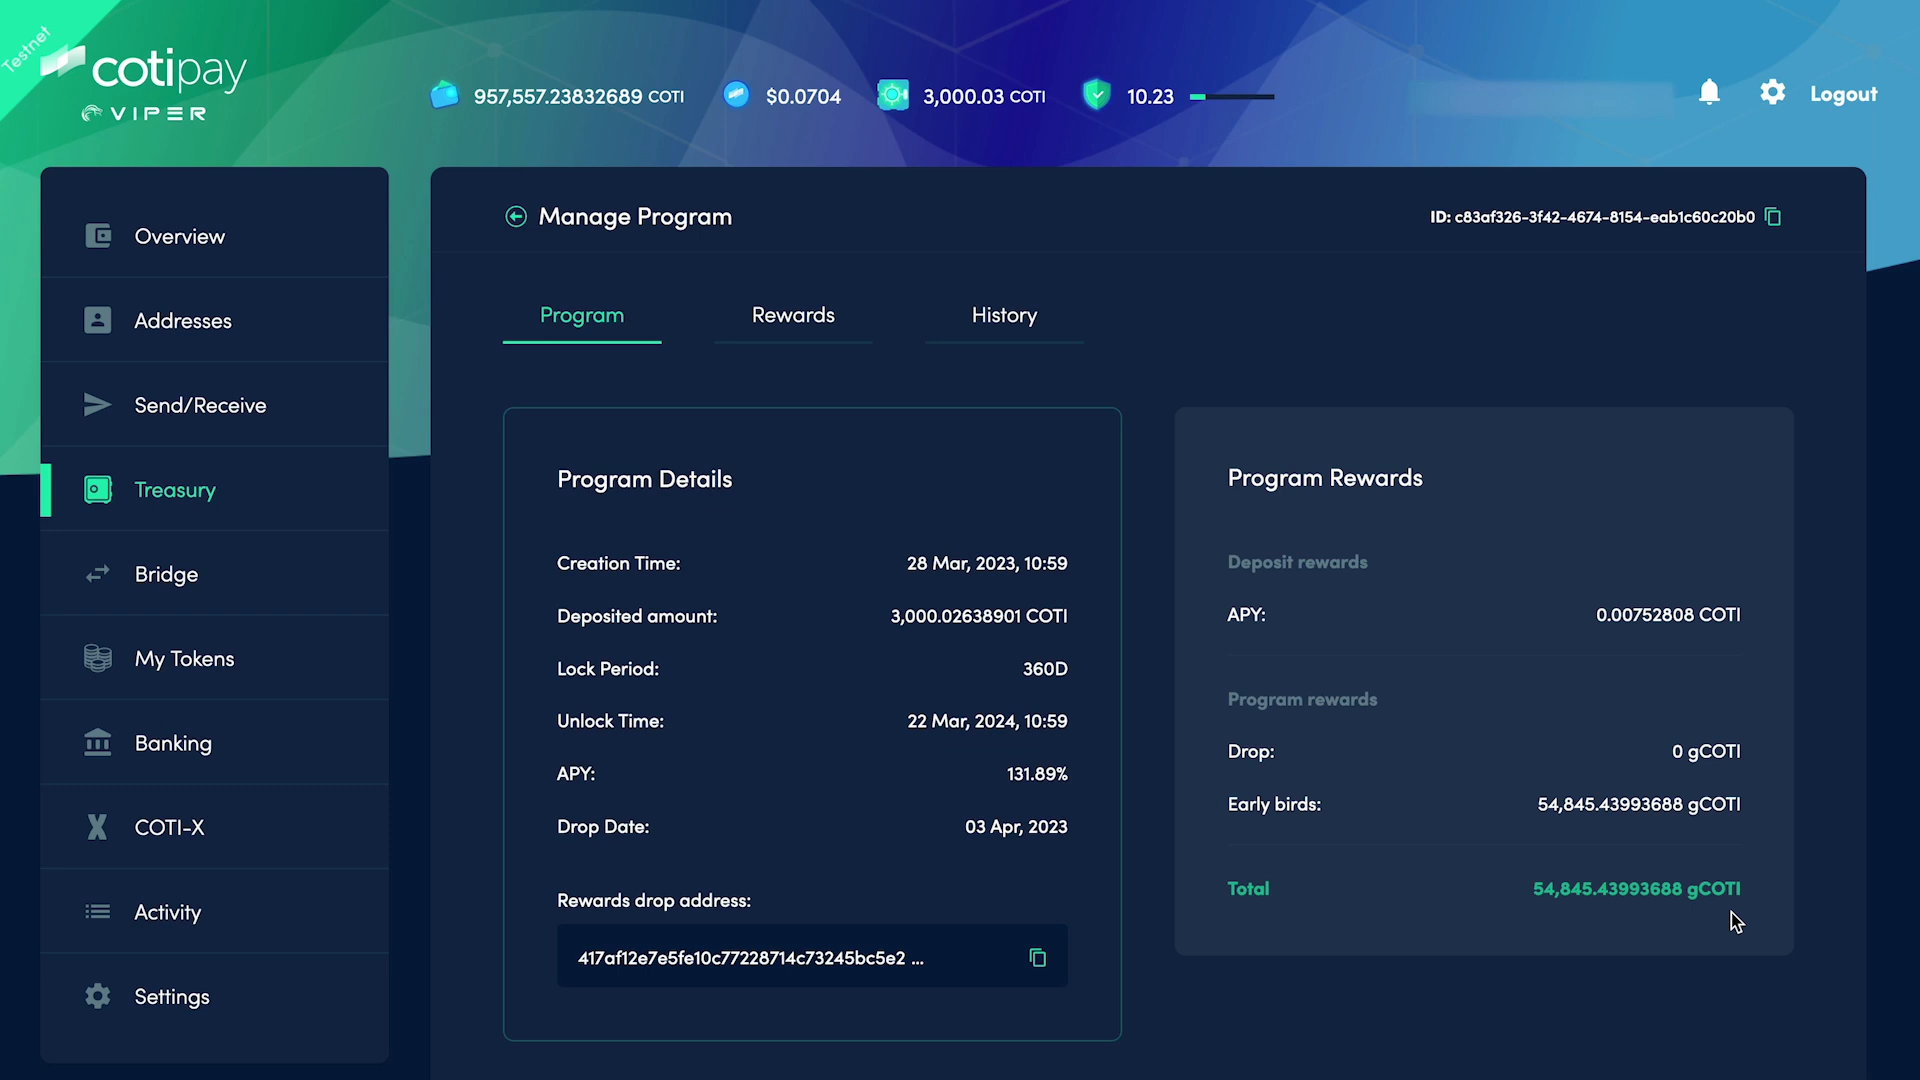 Testnet
cotipay
VIPER
957,557.23832689 COTI
$0.0704
3,000.03 COTI
10.23
Logout
Overview
Addresses
Send/Receive
Treasury
Bridge
My Tokens
Banking
COTI-X
Activity
Settings
Manage Program
ID: c83af326-3f42-4674-8154-eab1c60c20b0
Program Rewards History
Program Details
Creation Time: 28 Mar, 2023, 10:59
Deposited amount: 3,000.02638901 COTI
Lock Period: 360D
Unlock Time: 22 Mar, 2024, 10:59
APY: 131.89%
Drop Date: 03 Apr, 2023
Rewards drop address:
417af12e7e5fe10c77228714c73245bc5e2 ...
Program Rewards
Deposit rewards
APY: 0.00752808 COTI
Program rewards
Drop: 0 gCOTI
Early birds: 54,845.43993688 gCOTI
Total 54,845.43993688 gCOTI